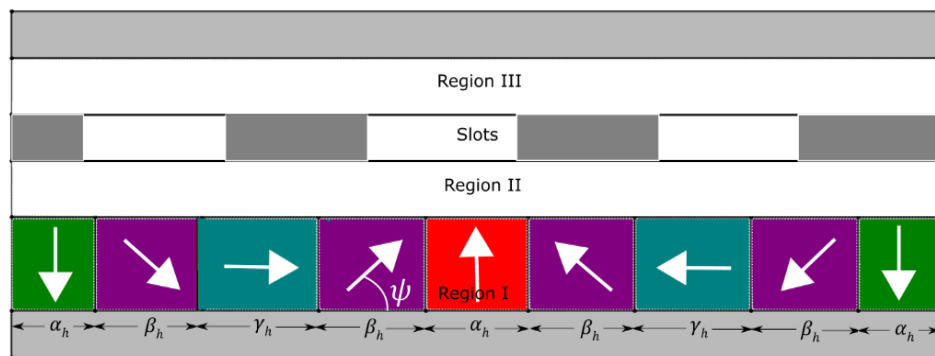 Region III
Slots
Region II
ψ
Region I
α_h β_h γ_h β_h α_h β_h γ_h β_h α_h